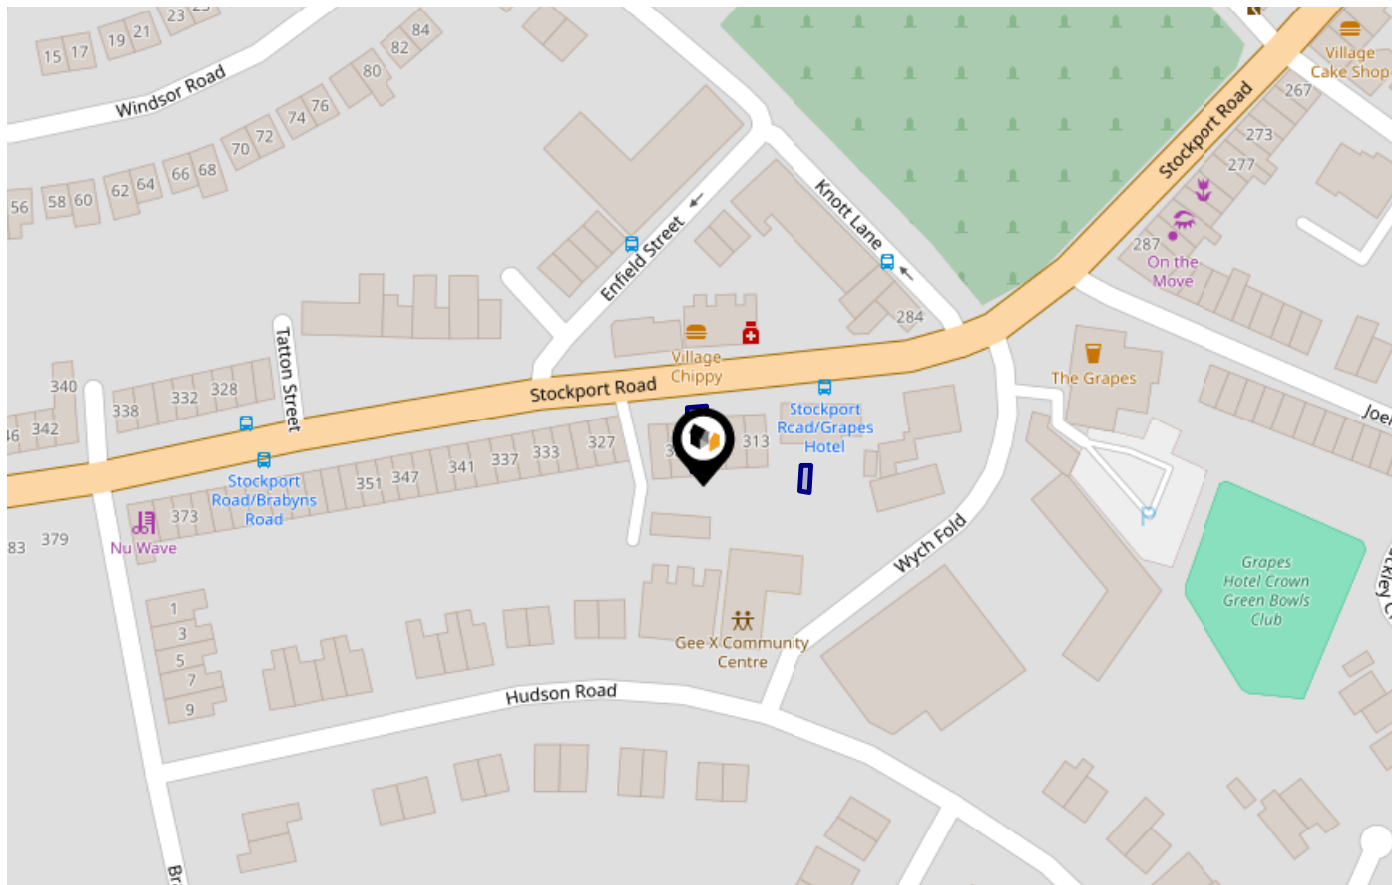 23
15
17
19
21
84
82
80
Windsor Road
76
74
72
70
68
66
64
62
60
58
56
Village
Cake Shop
267
Stockport Road
273
277
287
On the
Move
Knott Lane
Enfield Street
284
Village
Chippy
The Grapes
Tatton Street
340
338
332
328
342
Stockport Road
Stockport
Rcad/Grapes
Hotel
313
327
333
337
341
347
351
373
Stockport
Road/Brabyns
Road
379
83
Nu Wave
Wych Fold
Grapes
Hotel Crown
Green Bowls
Club
1
3
5
7
9
Gee X Community
Centre
Hudson Road